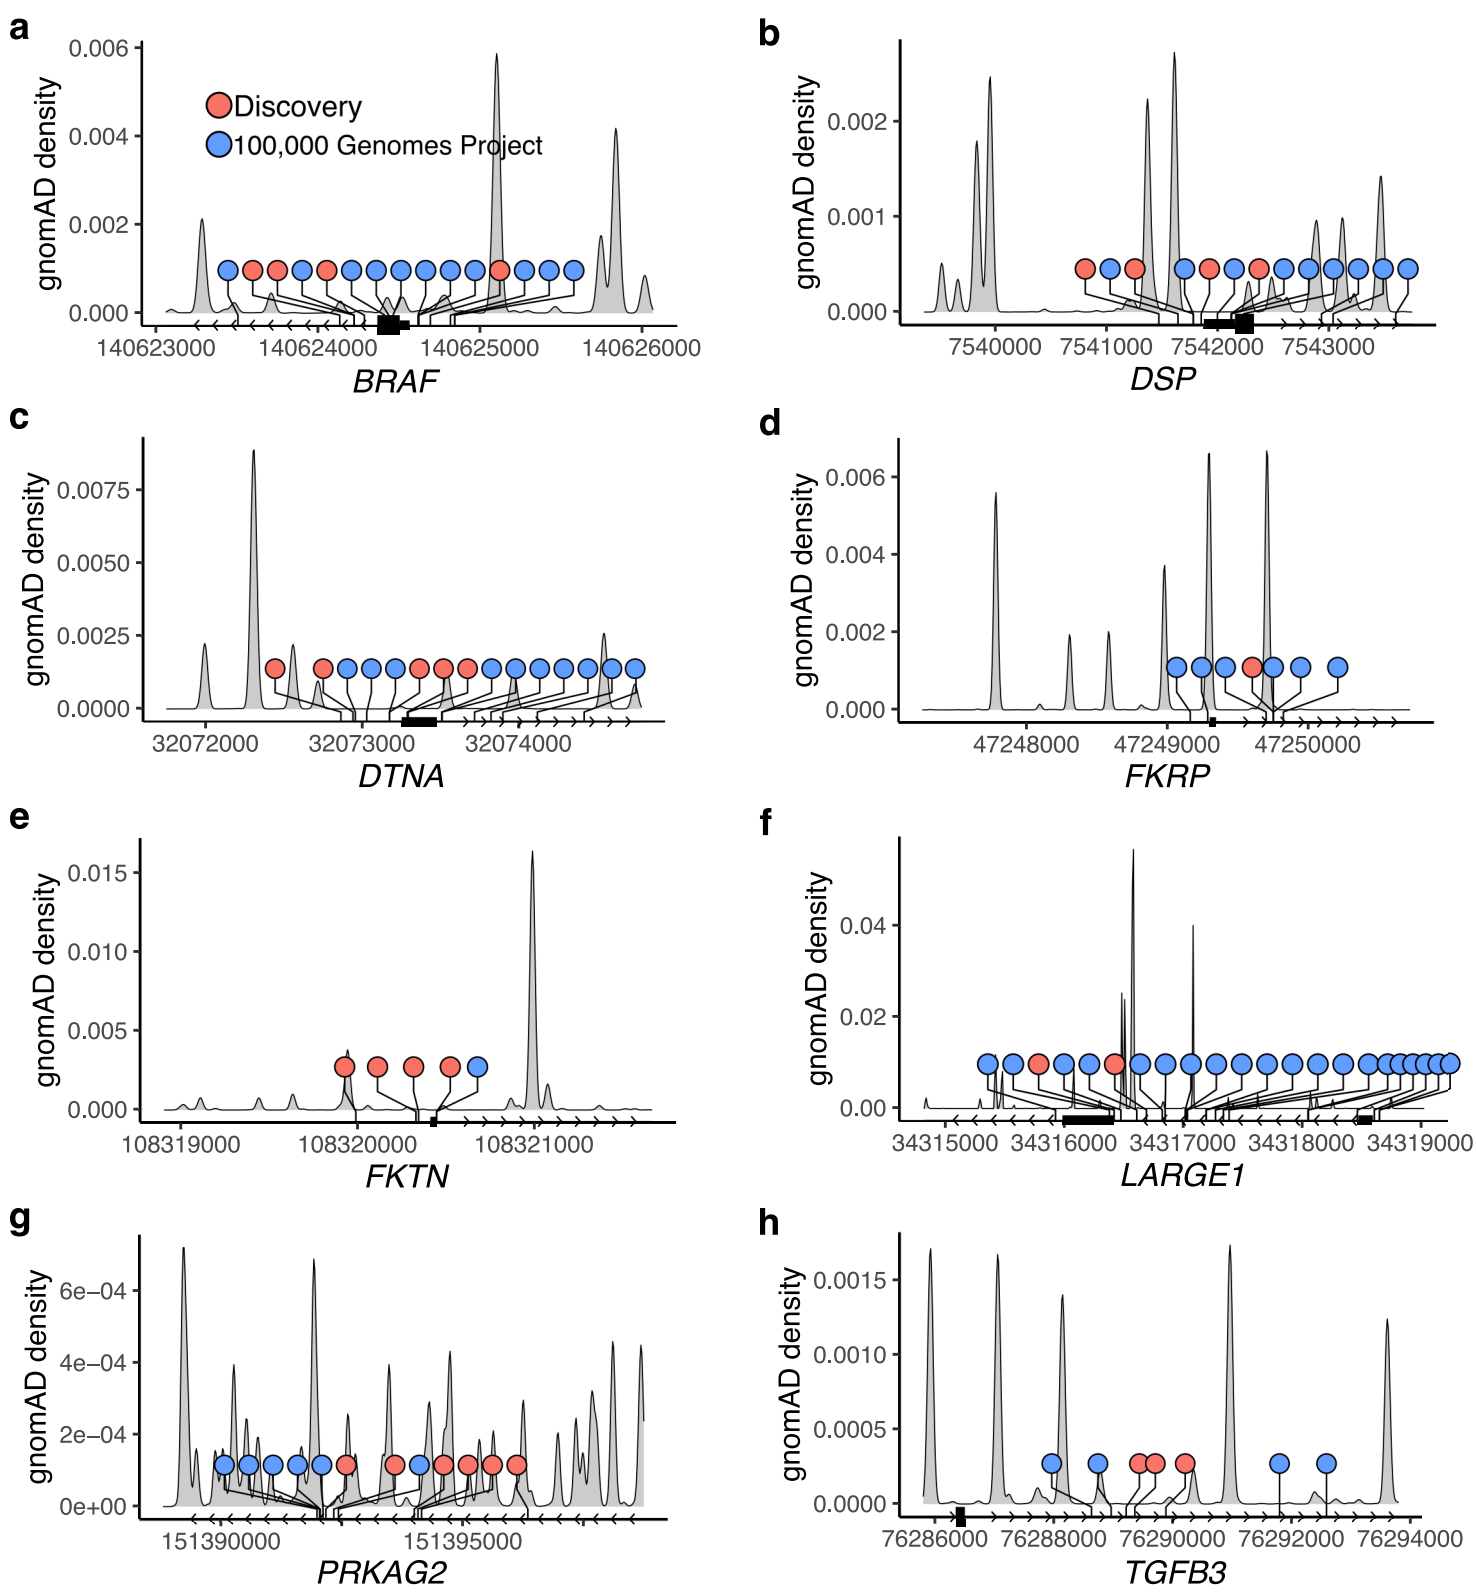 a
gnomAD density
0.006
0.004
0.002
0.000
Discovery
100,000 Genomes Project
140623000 140624000 140625000 140626000
BRAF
b
gnomAD density
0.002
0.001
0.000
7540000 7541000 7542000 7543000
DSP
c
gnomAD density
0.0075
0.0050
0.0025
0.0000
32072000 32073000 32074000
DTNA
d
gnomAD density
0.006
0.004
0.002
0.000
47248000 47249000 47250000
FKRP
e
gnomAD density
0.015
0.010
0.005
0.000
108319000 108320000 108321000
FKTN
f
gnomAD density
0.04
0.02
0.00
34315000 34316000 34317000 34318000 34319000
LARGE1
g
gnomAD density
6e−04
4e−04
2e−04
0e+00
151390000 151395000
PRKAG2
h
gnomAD density
0.0015
0.0010
0.0005
0.0000
76286000 76288000 76290000 76292000 76294000
TGFB3